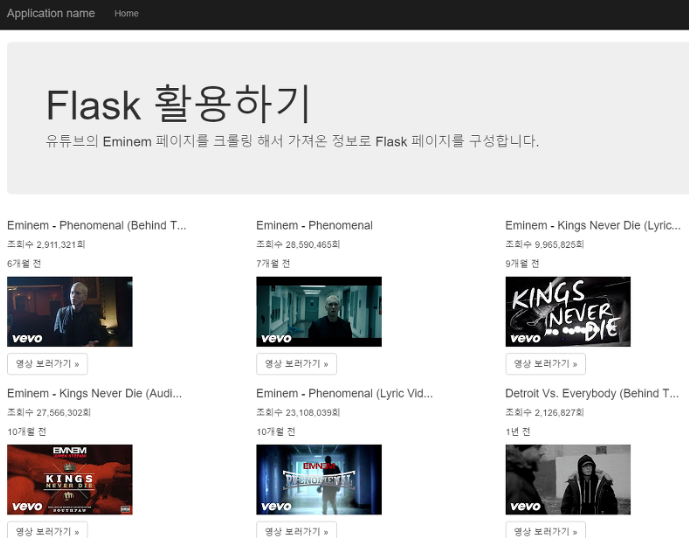 Application name Home
Flask 활용하기
유튜브의 Eminem 페이지를 크롤링 해서 가져온 정보로 Flask 페이지를 구성합니다.
Eminem - Phenomenal (Behind T...
조회수 2,911,321회
6개월 전
vevo
영상 보러가기 »
Eminem - Phenomenal
조회수 28,590,465회
7개월 전
vevo
영상 보러가기 »
Eminem - Kings Never Die (Lyric...
조회수 9,965,825회
9개월 전
KINGS
NEVER
DIE
vevo
영상 보러가기 »
Eminem - Kings Never Die (Audi...
조회수 27,566,302회
10개월 전
EMINEM
KINGS
NEVER DIE
SOUTHPAW
vevo
영상 보러가기 »
Eminem - Phenomenal (Lyric Vid...
조회수 23,108,039회
10개월 전
EMINEM
PHENOMENAL
vevo
영상 보러가기 »
Detroit Vs. Everybody (Behind T...
조회수 2,126,827회
1년 전
vevo
영상 보러가기 »